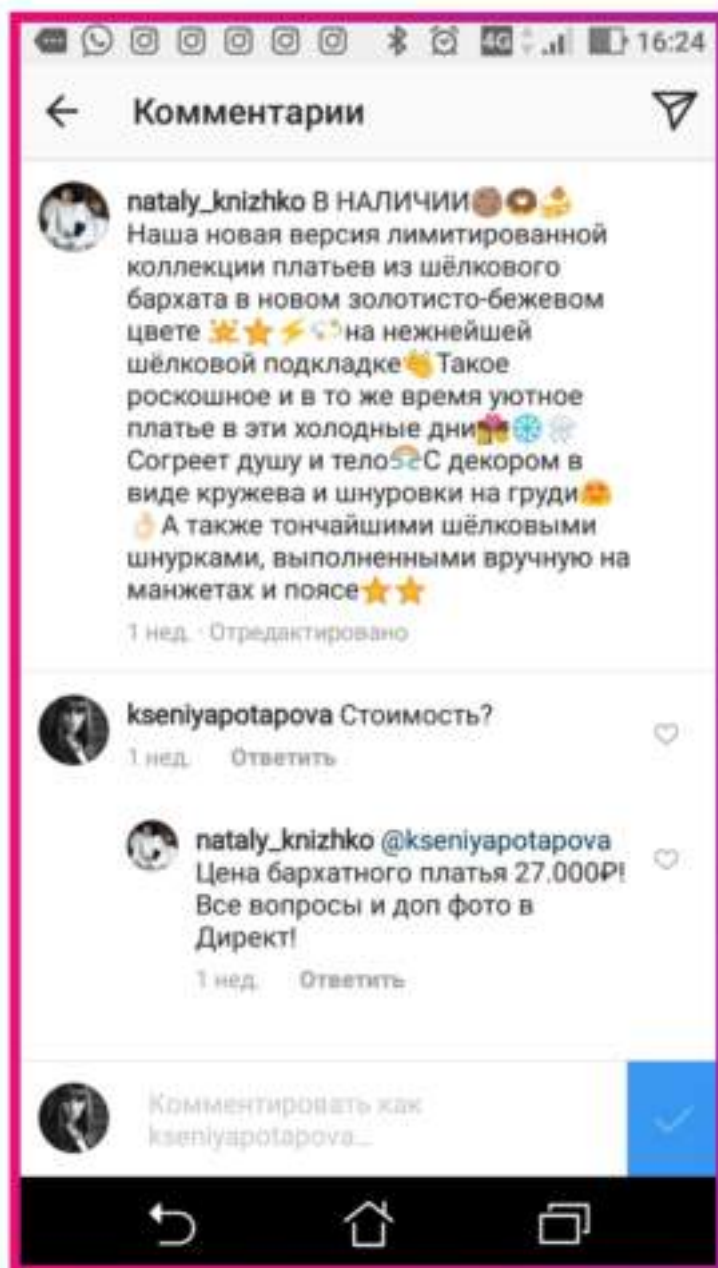 4G 16:24
Комментарии
nataly_knizhko В НАЛИЧИИ
Наша новая версия лимитированной
коллекции платьев из шёлкового
бархата в новом золотисто-бежевом
цвете на нежнейшей
шёлковой подкладке Такое
роскошное и в то же время уютное
платье в эти холодные дни
Согреет душу и тело С декором в
виде кружева и шнуровки на груди
А также тончайшими шёлковыми
шнурками, выполненными вручную на
манжетах и поясе
1 нед. · Отредактировано
kseniyapotapova Стоимость?
1 нед. Ответить
nataly_knizhko @kseniyapotapova
Цена бархатного платья 27.000₽!
Все вопросы и доп фото в
Директ!
1 нед. Ответить
Комментировать как
kseniyapotapova...